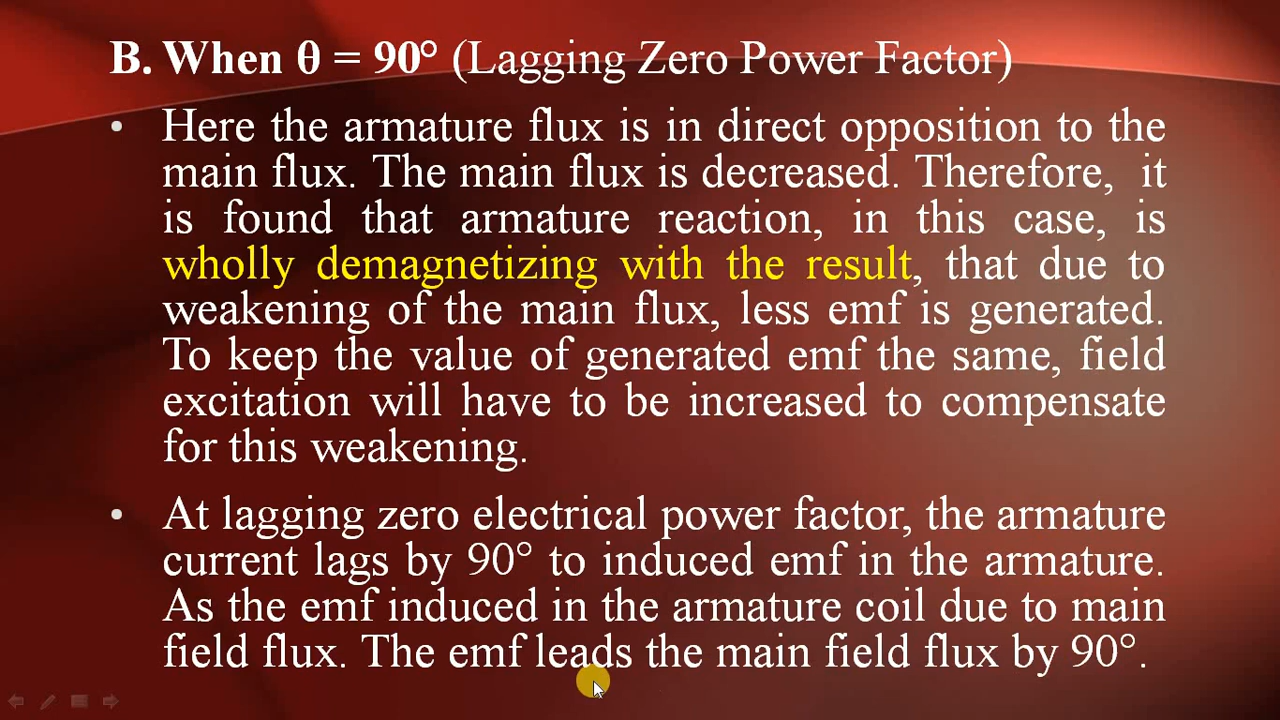 B. When θ = 90° (Lagging Zero Power Factor)
• Here the armature flux is in direct opposition to the
main flux. The main flux is decreased. Therefore, it
is found that armature reaction, in this case, is
wholly demagnetizing with the result, that due to
weakening of the main flux, less emf is generated.
To keep the value of generated emf the same, field
excitation will have to be increased to compensate
for this weakening.
• At lagging zero electrical power factor, the armature
current lags by 90° to induced emf in the armature.
As the emf induced in the armature coil due to main
field flux. The emf leads the main field flux by 90°.